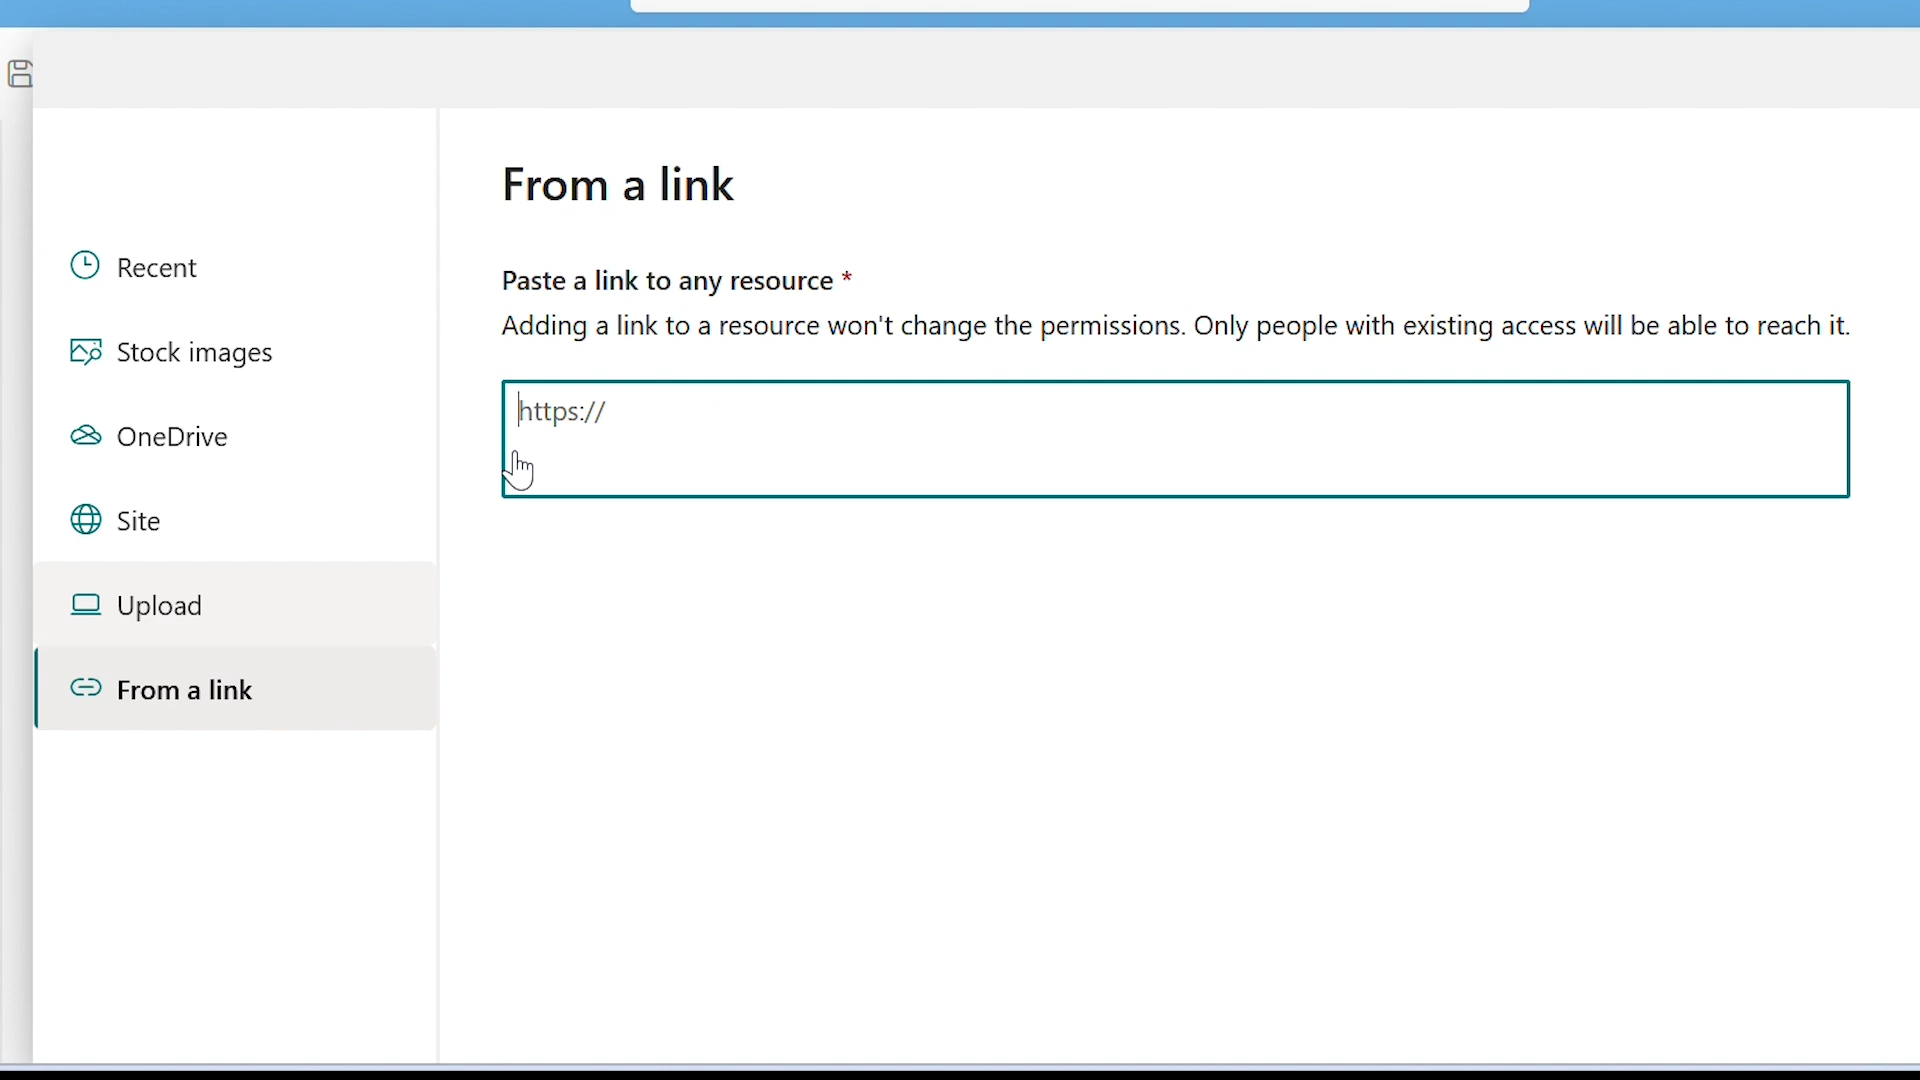 From a link
Paste a link to any resource *
Adding a link to a resource won't change the permissions. Only people with existing access will be able to reach it.
https://
Recent
Stock images
OneDrive
Site
Upload
From a link